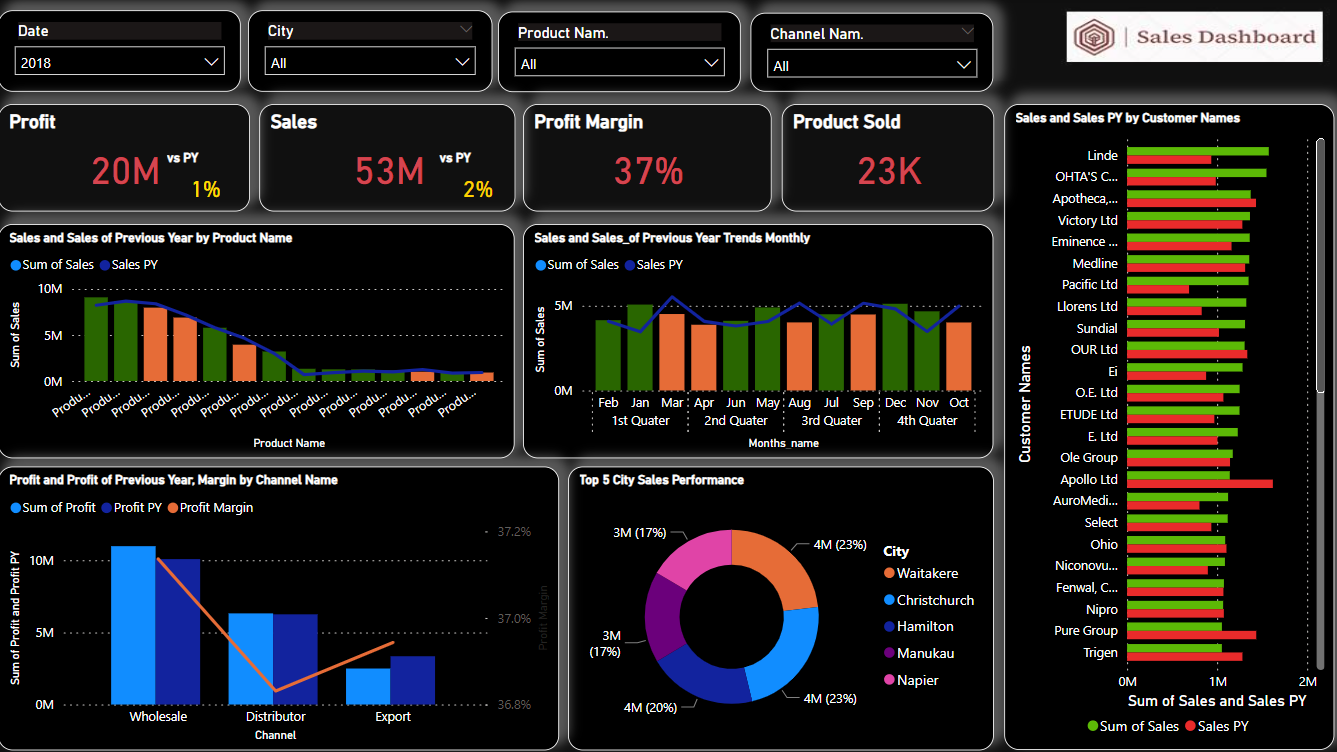 Date
2018
City
All
Product Nam.
All
Channel Nam.
All
Sales Dashboard
Profit
20M
vs PY
1%
Sales
53M
vs PY
2%
Profit Margin
37%
Product Sold
23K
Sales and Sales of Previous Year by Product Name
Sum of Sales Sales PY
Sum of Sales
10M
5M
0M
Produ...
Produ...
Produ...
Produ...
Produ...
Produ...
Produ...
Produ...
Produ...
Produ...
Produ...
Produ...
Produ...
Produ...
Product Name
Sales and Sales_of Previous Year Trends Monthly
Sum of Sales Sales PY
Sum of Sales
5M
0M
Feb Jan Mar Apr Jun May Aug Jul Sep Dec Nov Oct
1st Quater 2nd Quater 3rd Quater 4th Quater
Months_name
Profit and Profit of Previous Year, Margin by Channel Name
Sum of Profit Profit PY Profit Margin
Sum of Profit and Profit PY
10M
5M
0M
37.2%
37.0%
36.8%
Profit Margin
Wholesale Distributor Export
Channel
Top 5 City Sales Performance
3M (17%)
4M (23%)
3M
(17%)
4M (20%)
4M (23%)
City
Waitakere
Christchurch
Hamilton
Manukau
Napier
Sales and Sales PY by Customer Names
Customer Names
Linde
OHTA'S C...
Apotheca,...
Victory Ltd
Eminence ...
Medline
Pacific Ltd
Llorens Ltd
Sundial
OUR Ltd
Ei
O.E. Ltd
ETUDE Ltd
E. Ltd
Ole Group
Apollo Ltd
AuroMedi...
Select
Ohio
Niconovu...
Fenwal, C...
Nipro
Pure Group
Trigen
0M 1M 2M
Sum of Sales and Sales PY
Sum of Sales Sales PY